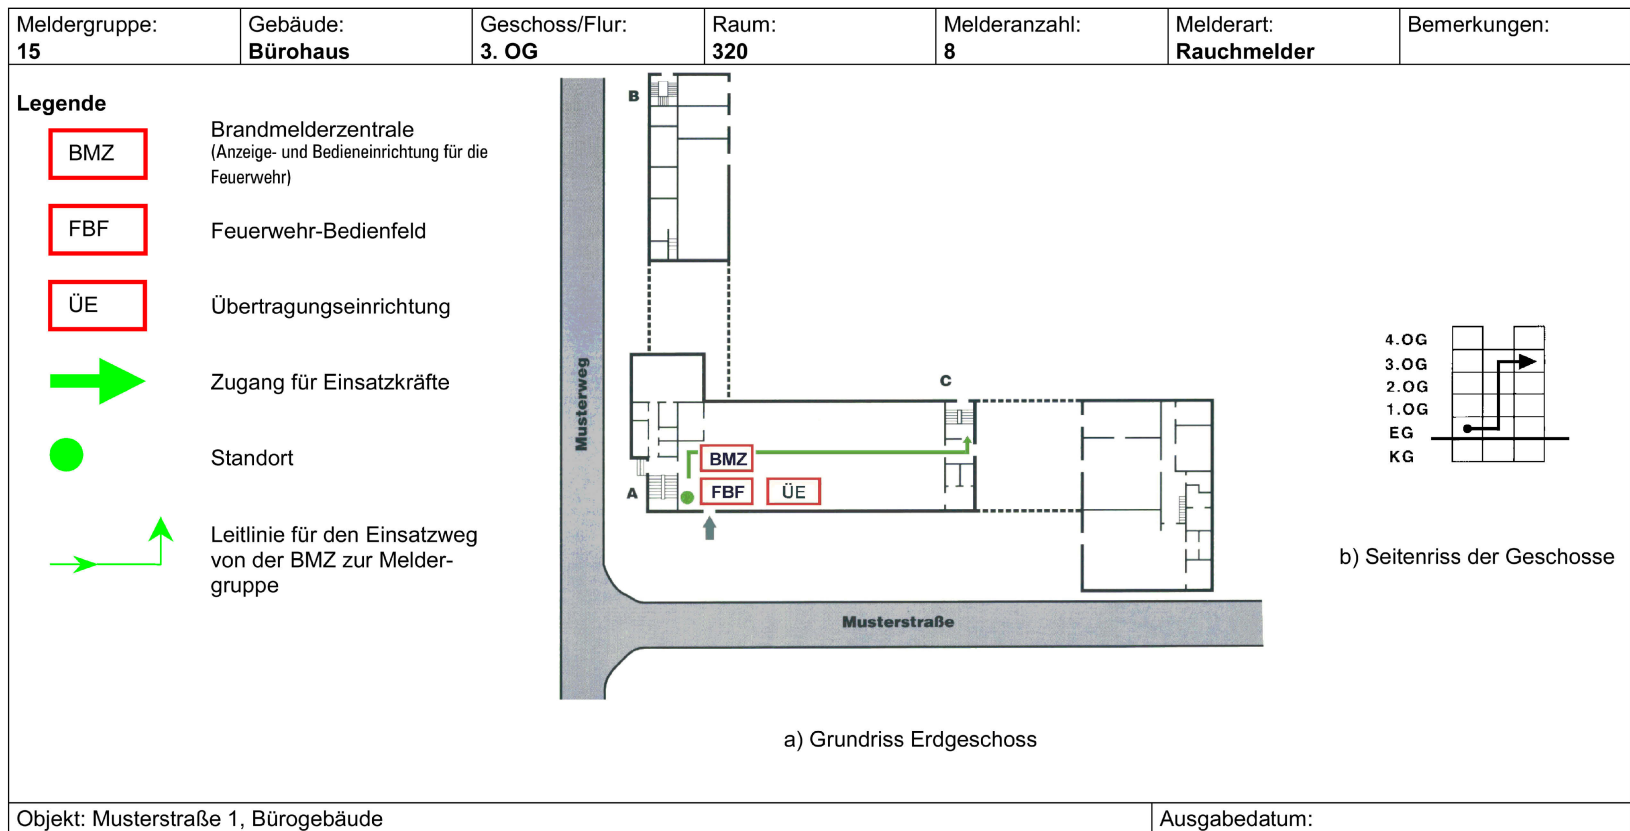 Meldergruppe:
15
Gebäude:
Bürohaus
Geschoss/Flur:
3. OG
Raum:
320
Melderanzahl:
8
Melderart:
Rauchmelder
Bemerkungen:
Legende
BMZ
Brandmelderzentrale
(Anzeige- und Bedieneinrichtung für die
Feuerwehr)
FBF
Feuerwehr-Bedienfeld
ÜE
Übertragungseinrichtung
Zugang für Einsatzkräfte
Standort
Leitlinie für den Einsatzweg
von der BMZ zur Melder-
gruppe
B
Musterweg
C
BMZ
A
FBF
ÜE
Musterstraße
a) Grundriss Erdgeschoss
4.OG
3.OG
2.OG
1.OG
EG
KG
b) Seitenriss der Geschosse
Objekt: Musterstraße 1, Bürogebäude
Ausgabedatum: